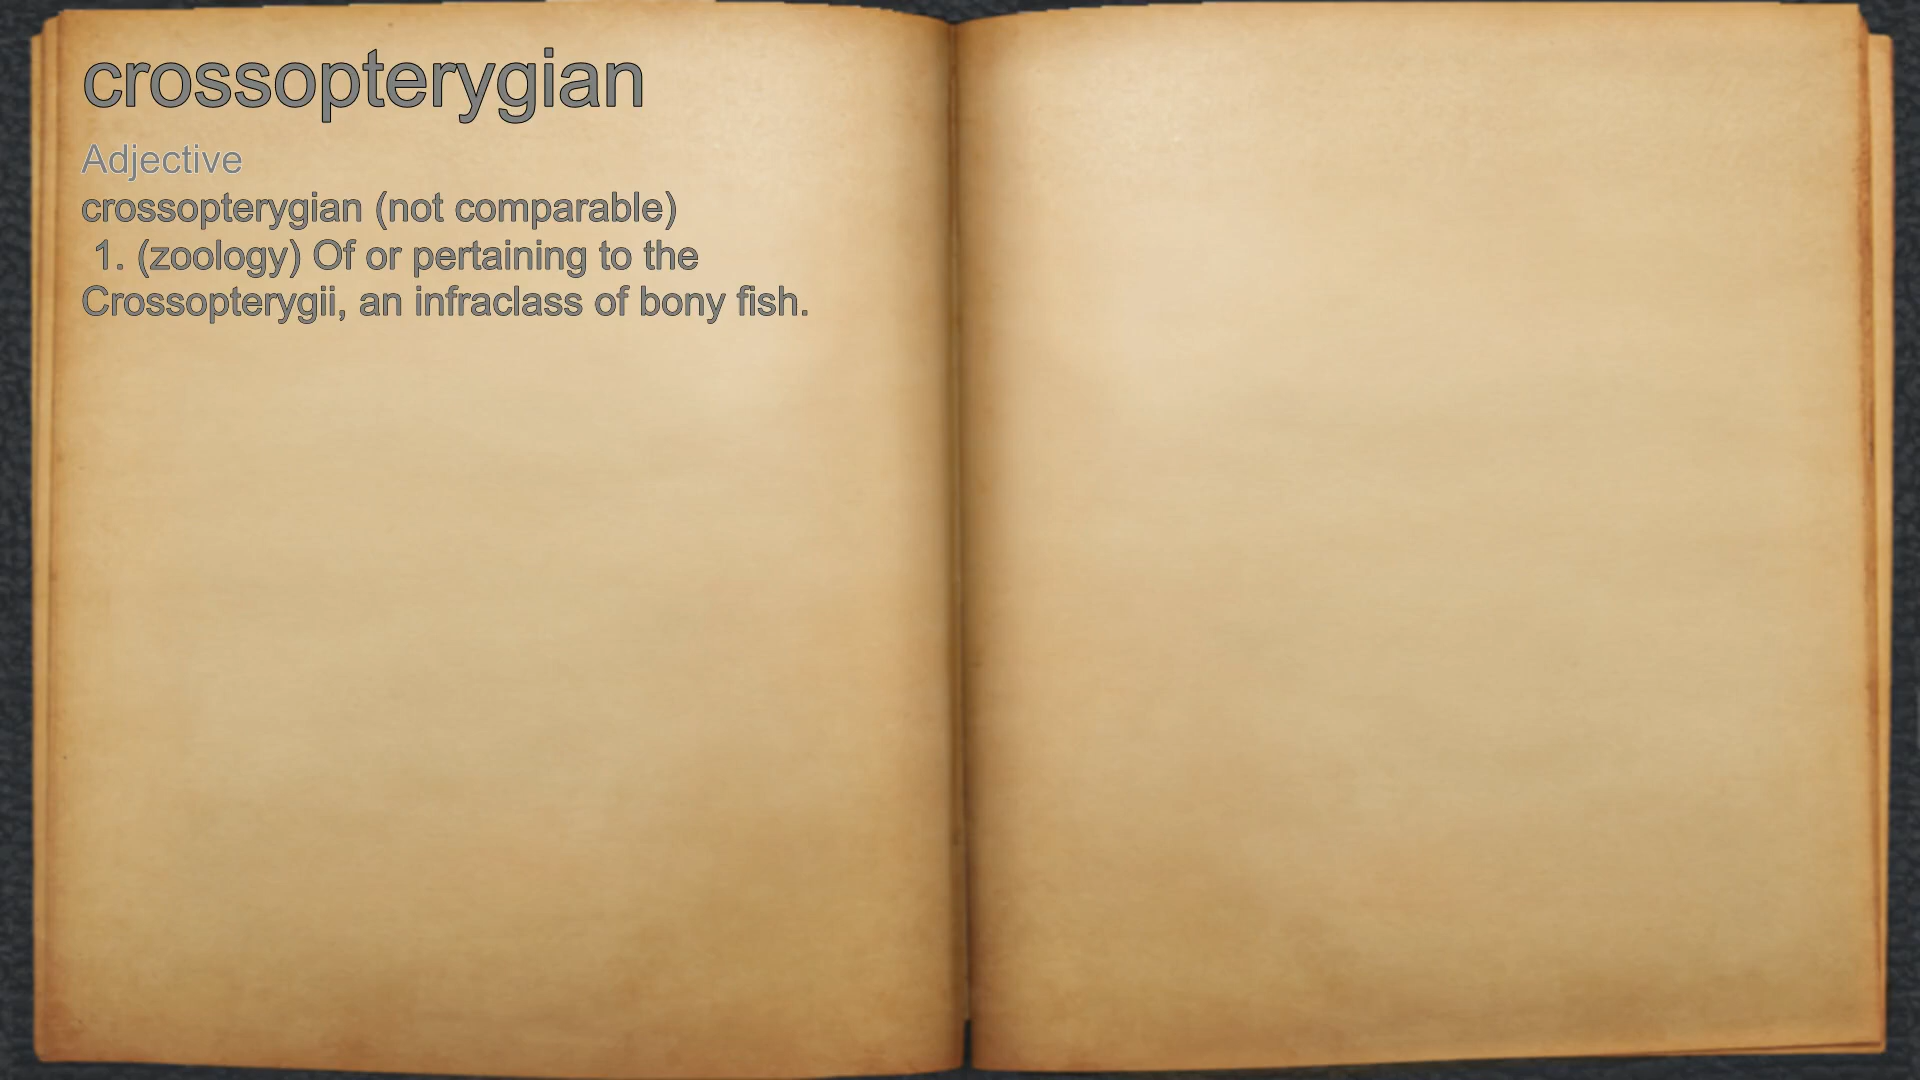 crossopterygian
Adjective
crossopterygian (not comparable)
1. (zoology) Of or pertaining to the
Crossopterygii, an infraclass of bony fish.